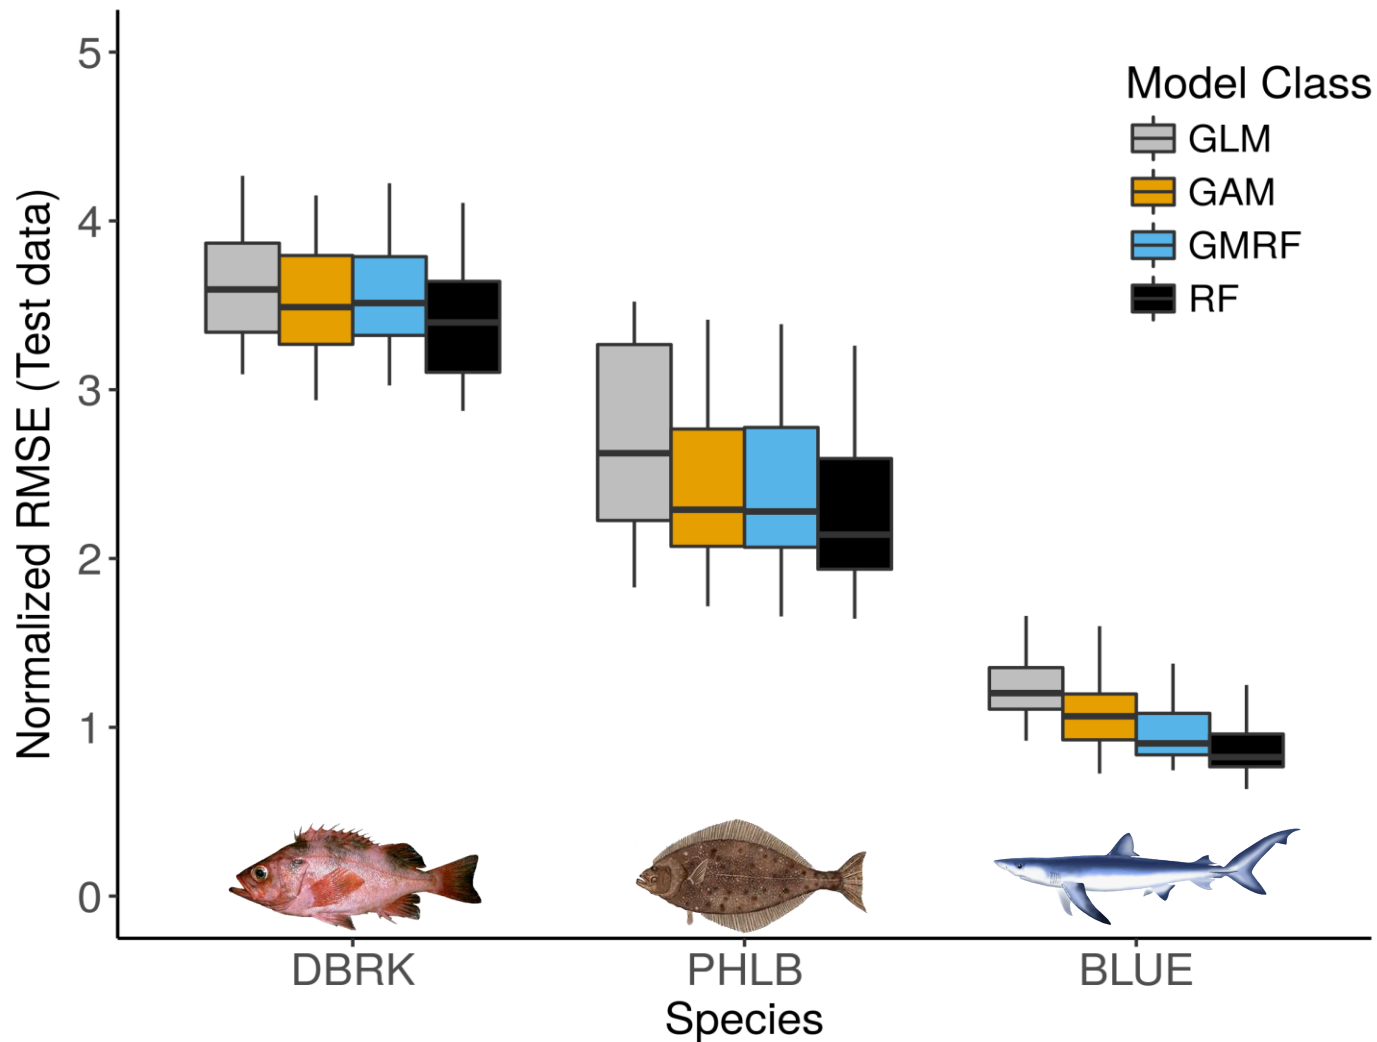 Normalized RMSE (Test data)
5
4
3
2
1
0
Model Class
GLM
GAM
GMRF
RF
DBRK
PHLB
BLUE
Species